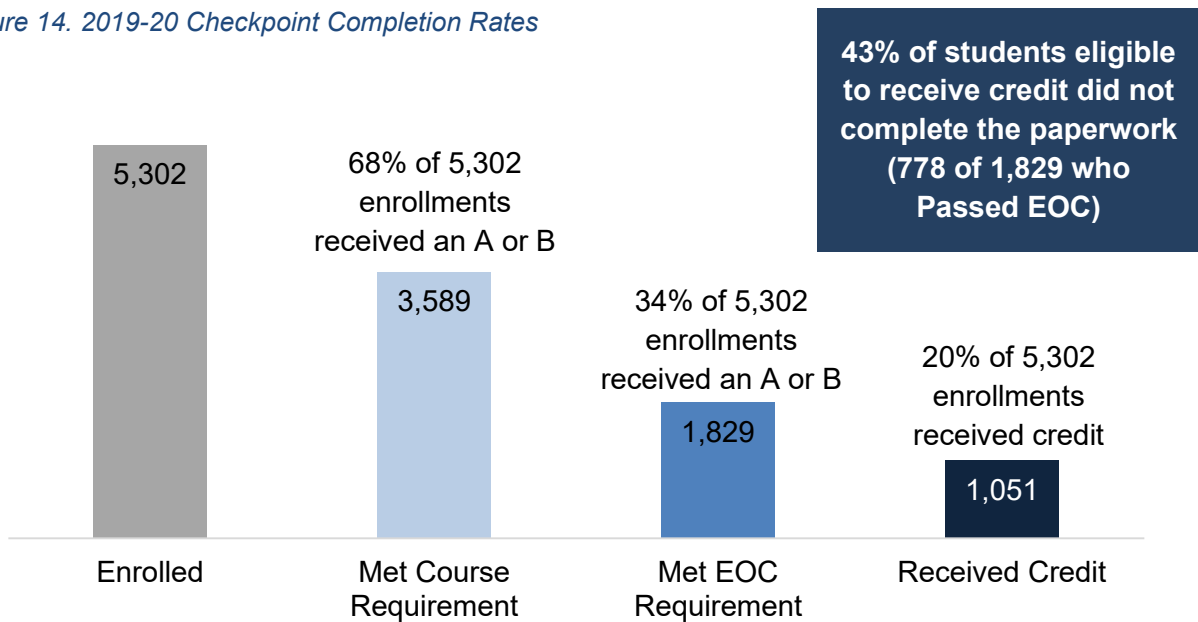 ure 14. 2019-20 Checkpoint Completion Rates
43% of students eligible
to receive credit did not
complete the paperwork
(778 of 1,829 who
Passed EOC)
5,302
68% of 5,302
enrollments
received an A or B
3,589
34% of 5,302
enrollments
received an A or B
1,829
20% of 5,302
enrollments
received credit
1,051
Enrolled
Met Course
Requirement
Met EOC
Requirement
Received Credit